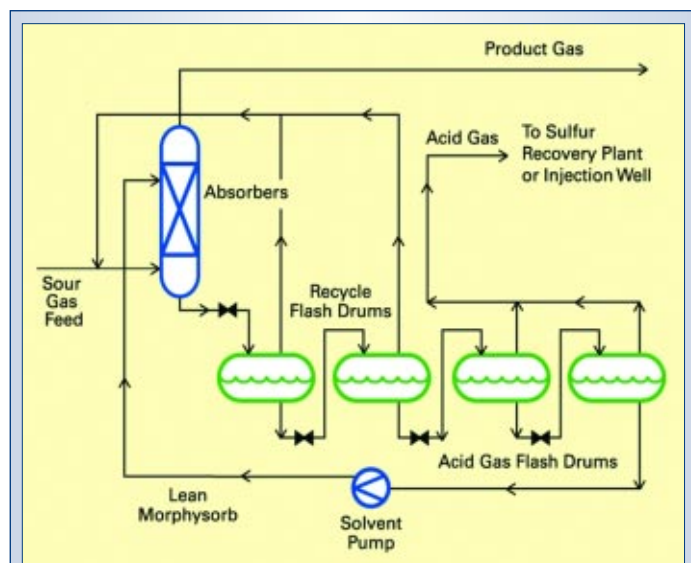 Product Gas
Acid Gas
To Sulfur
Recovery Plant
or Injection Well
Absorbers
Sour
Gas
Feed
Recycle
Flash Drums
Acid Gas Flash Drums
Lean
Morphysorb
Solvent
Pump